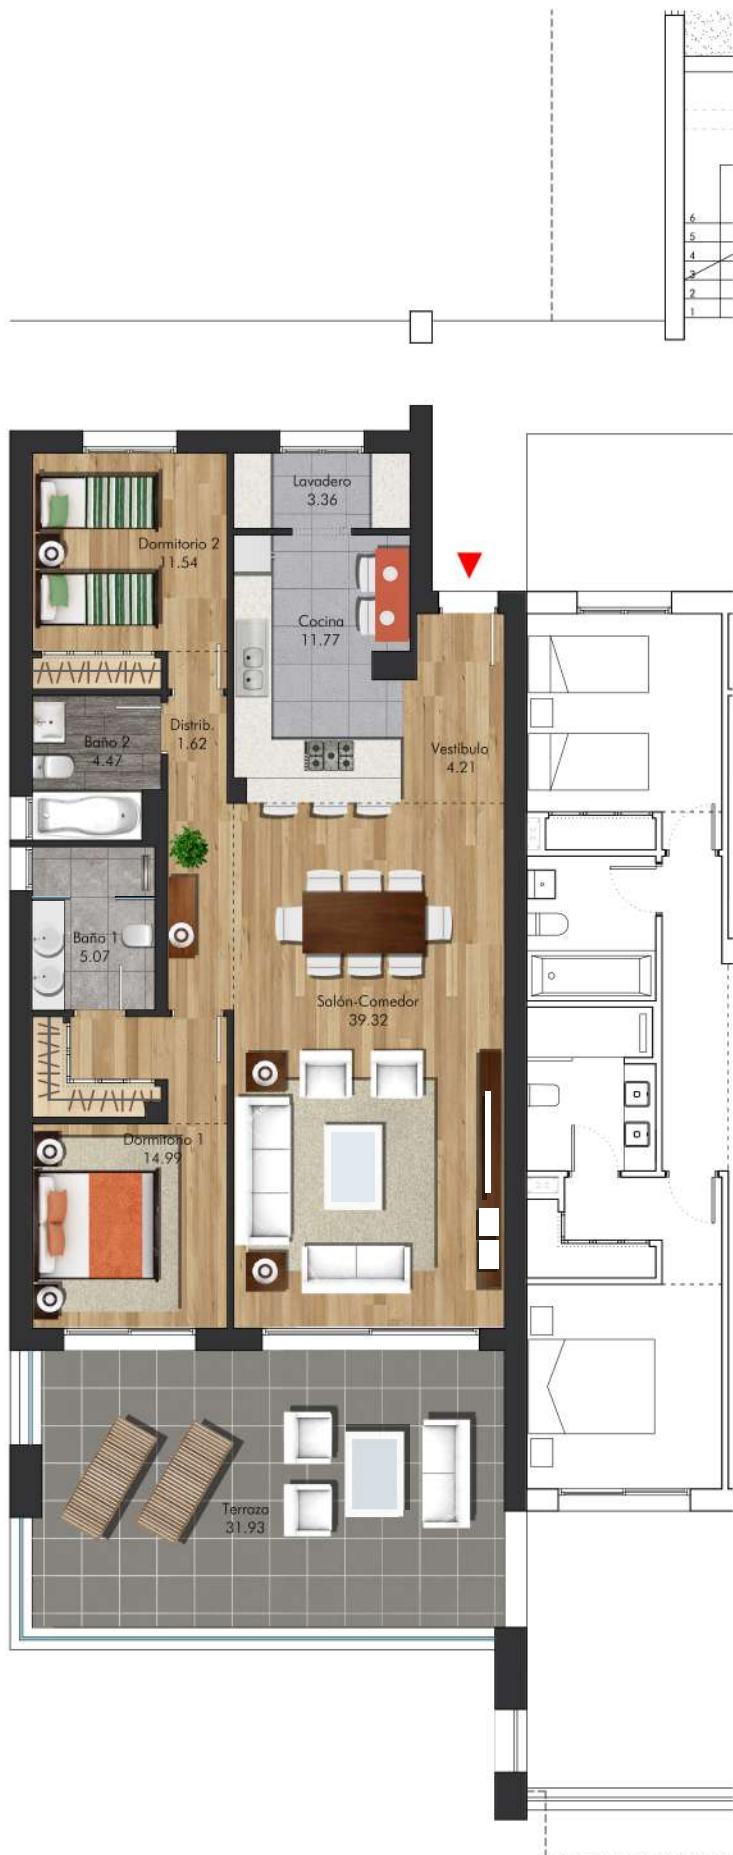 6
5
4
3
2
1
Lavadero
3.36
Dormitorio 2
11.54
Cocina
11.77
Distrib.
1.62
Baño 2
4.47
Vestíbulo
4.21
Baño 1
5.07
Salón-Comedor
39.32
Dormitorio 1
14.99
Terraza
31.93